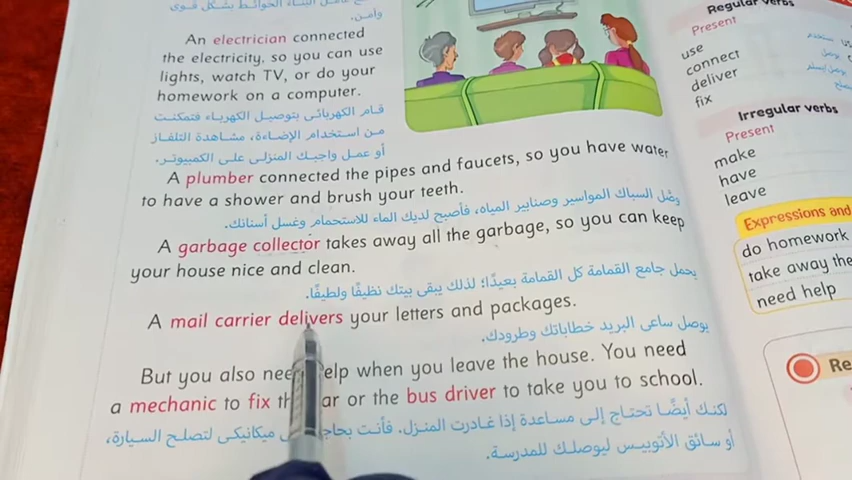 وآمن.
An electrician connected
the electricity, so you can use
lights, watch TV, or do your
homework on a computer.
قام الكهربائى بتوصيل الكهرباء فتمكنت
من استخدام الإضاءة، مشاهدة التلفاز
أو عمل واجبك المنزلى على الكمبيوتر.
A plumber connected the pipes and faucets, so you have water
to have a shower and brush your teeth.
وصّل السباك المواسير وصنابير المياه، فأصبح لديك الماء للاستحمام وغسل أسنانك.
A garbage collector takes away all the garbage, so you can keep
your house nice and clean.
يحمل جامع القمامة كل القمامة بعيدًا؛ لذلك يبقى بيتك نظيفًا ولطيفًا.
A mail carrier delivers your letters and packages.
يوصل ساعى البريد خطاباتك وطرودك.
But you also need help when you leave the house. You need
a mechanic to fix the car or the bus driver to take you to school.
لكنك أيضًا تحتاج إلى مساعدة إذا غادرت المنزل. فأنت ميكانيكى لتصلح السيارة،
أو سائق الأتوبيس ليوصلك للمدرسة.
Regular verbs
Present
use
connect
deliver
fix
Irregular verbs
Present
make
have
leave
Expressions and
do homework
take away the
need help